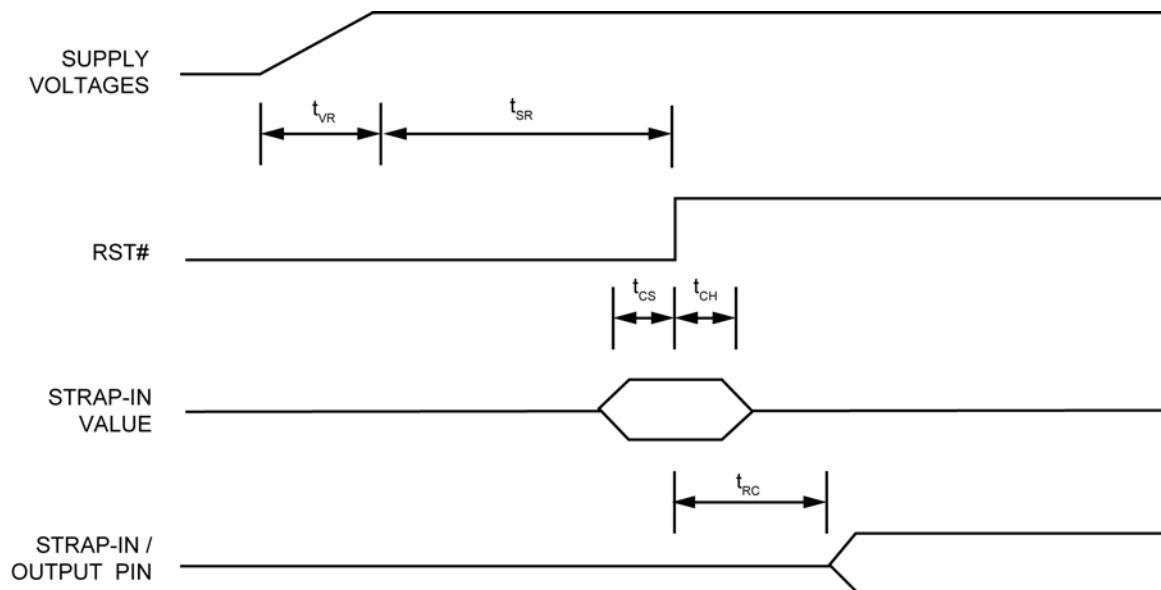 SUPPLY
VOLTAGES
tVR
tSR
RST#
tCS
tCH
STRAP-IN
VALUE
tRC
STRAP-IN /
OUTPUT PIN